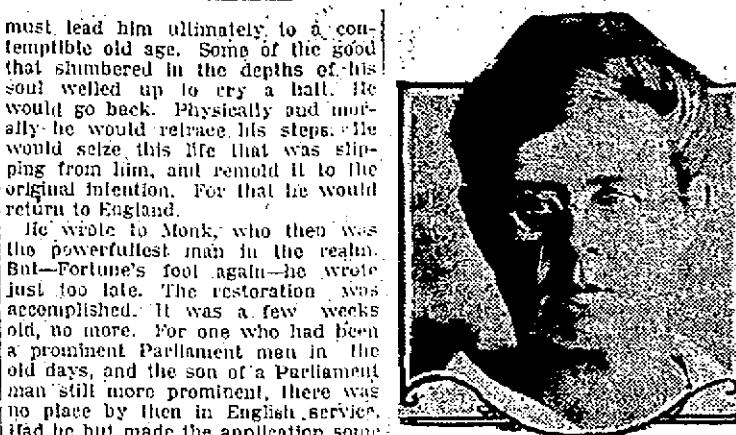 must lead him ultimately to a con-
temptible old age. Some of the good
that slumbered in the depths of his
soul welled up to cry a halt. He
would go back. Physically and mor-
ally he would retrace his steps. He
would seize this life that was slip-
ping from him, and remold it to the
original intention. For that he would
return to England.
He wrote to Monk, who then was
the powerfullest man in the realm.
But—Fortune's fool again—he wrote
just too late. The restoration was
accomplished. It was a few weeks
old, no more. For one who had been
a prominent Parliament man in the
old days, and the son of a Parliament
man still more prominent, there was
no place by then in English service.
Had he but made the application some